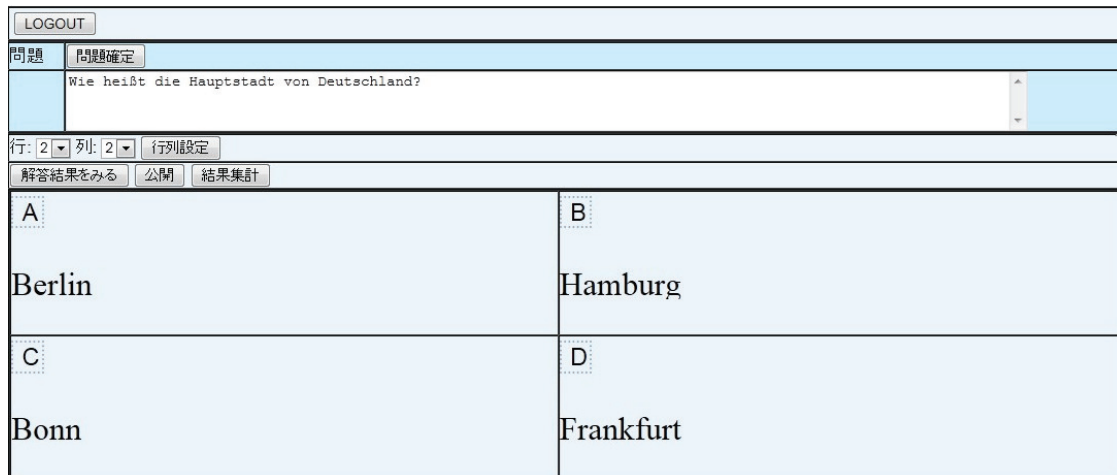 LOGOUT
問題 問題確定
Wie heißt die Hauptstadt von Deutschland?
行: 2 列: 2 行列設定
解答結果をみる 公開 結果集計
A B
Berlin Hamburg
C D
Bonn Frankfurt